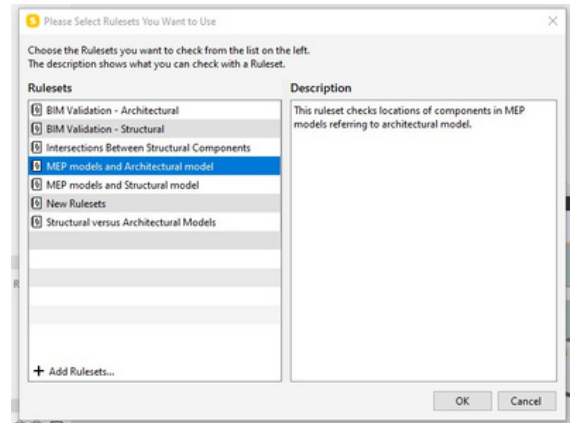 Please Select Rulesets You Want to Use
Choose the Rulesets you want to check from the list on the left.
The description shows what you can check with a Ruleset.
Rulesets
BIM Validation - Architectural
BIM Validation - Structural
Intersections Between Structural Components
MEP models and Architectural model
MEP models and Structural model
New Rulesets
Structural versus Architectural Models
+ Add Rulesets...
Description
This ruleset checks locations of components in MEP
models referring to architectural model.
OK
Cancel